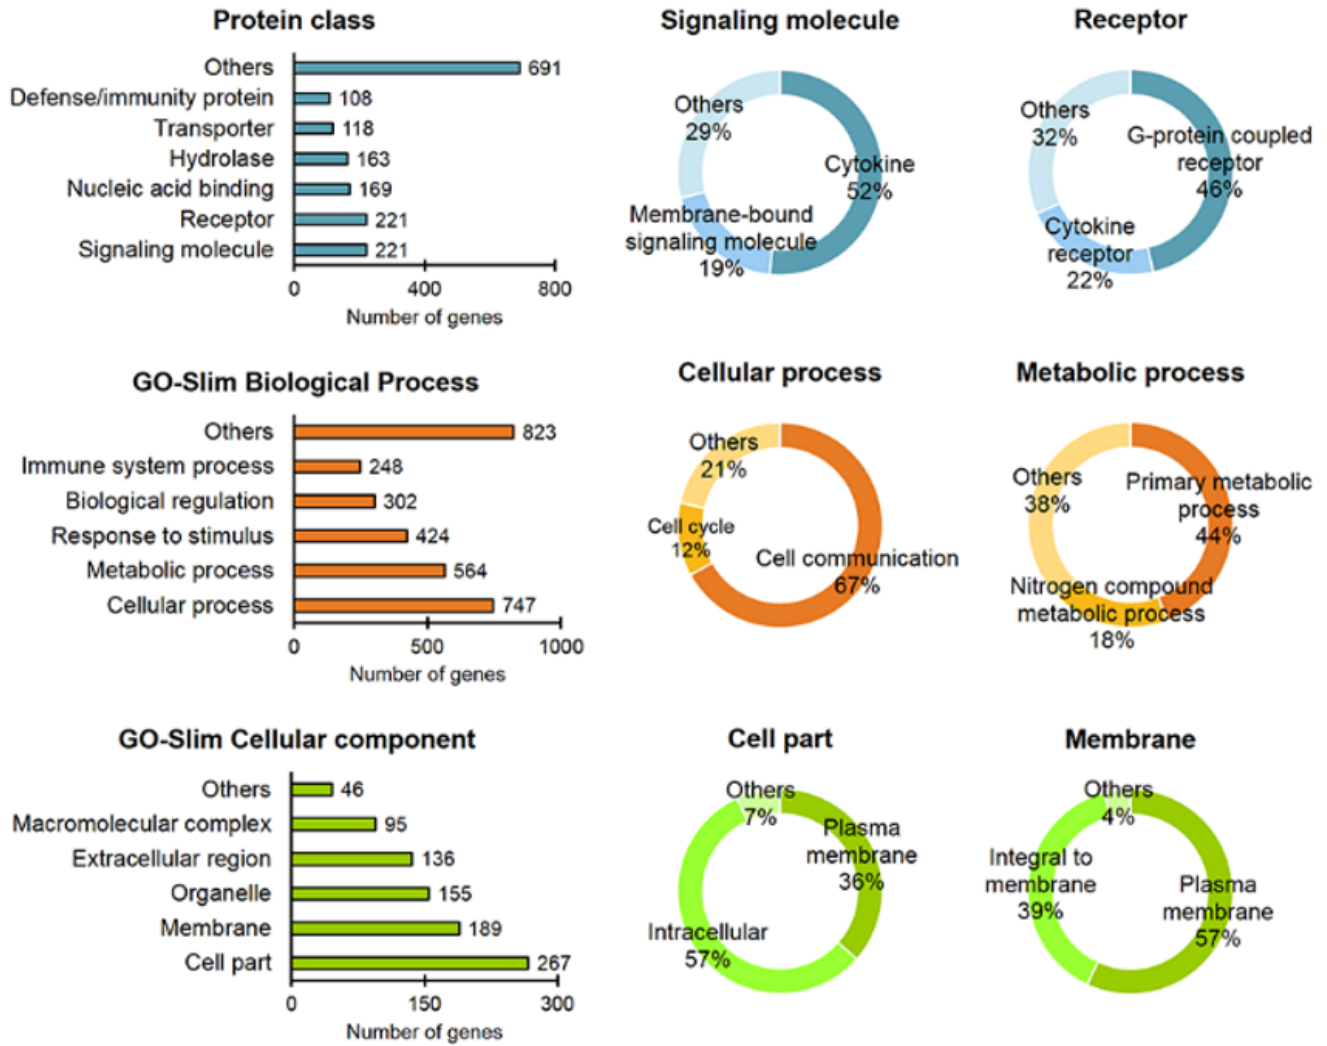 Protein class
Others 691
Defense/immunity protein 108
Transporter 118
Hydrolase 163
Nucleic acid binding 169
Receptor 221
Signaling molecule 221
0 400 800
Number of genes
Signaling molecule
Others
29%
Cytokine
52%
Membrane-bound
signaling molecule
19%
Receptor
Others
32%
G-protein coupled
receptor
46%
Cytokine
receptor
22%
GO-Slim Biological Process
Others 823
Immune system process 248
Biological regulation 302
Response to stimulus 424
Metabolic process 564
Cellular process 747
0 500 1000
Number of genes
Cellular process
Others
21%
Cell cycle
12%
Cell communication
67%
Metabolic process
Others
38%
Primary metabolic
process
44%
Nitrogen compound
metabolic process
18%
GO-Slim Cellular component
Others 46
Macromolecular complex 95
Extracellular region 136
Organelle 155
Membrane 189
Cell part 267
0 150 300
Number of genes
Cell part
Others
7%
Plasma
membrane
36%
Intracellular
57%
Membrane
Others
4%
Integral to
membrane
39%
Plasma
membrane
57%